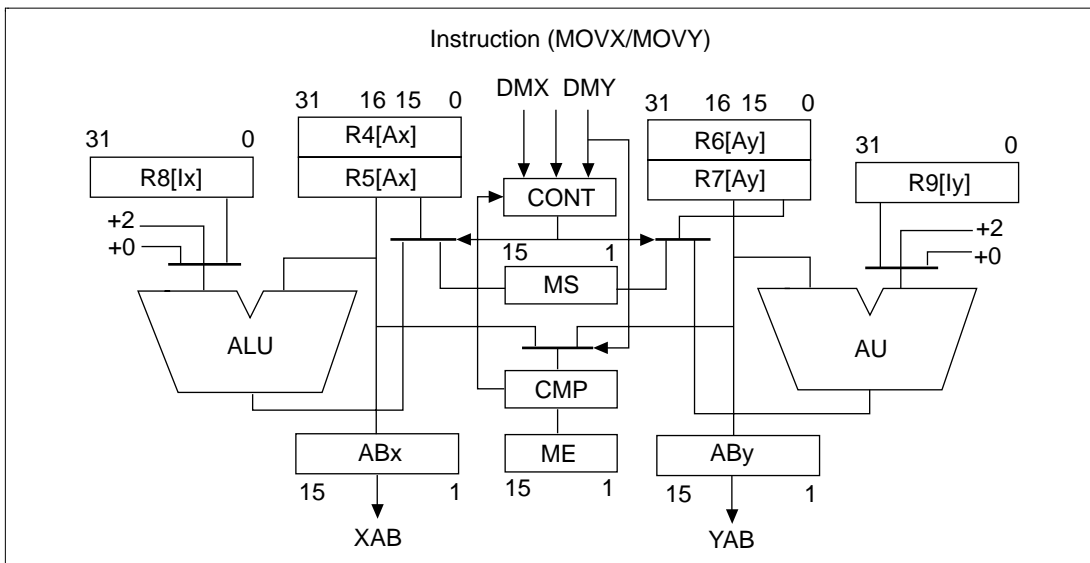 Instruction (MOVX/MOVY)
DMX DMY
31 16 15 0
31 16 15 0
31 0
31 0
R4[Ax]
R6[Ay]
R8[Ix]
R5[Ax]
CONT
R7[Ay]
R9[Iy]
+2
+0
+2
+0
15 1
MS
ALU
AU
CMP
ABx
ME
ABy
15 1
15 1
15 1
XAB
YAB